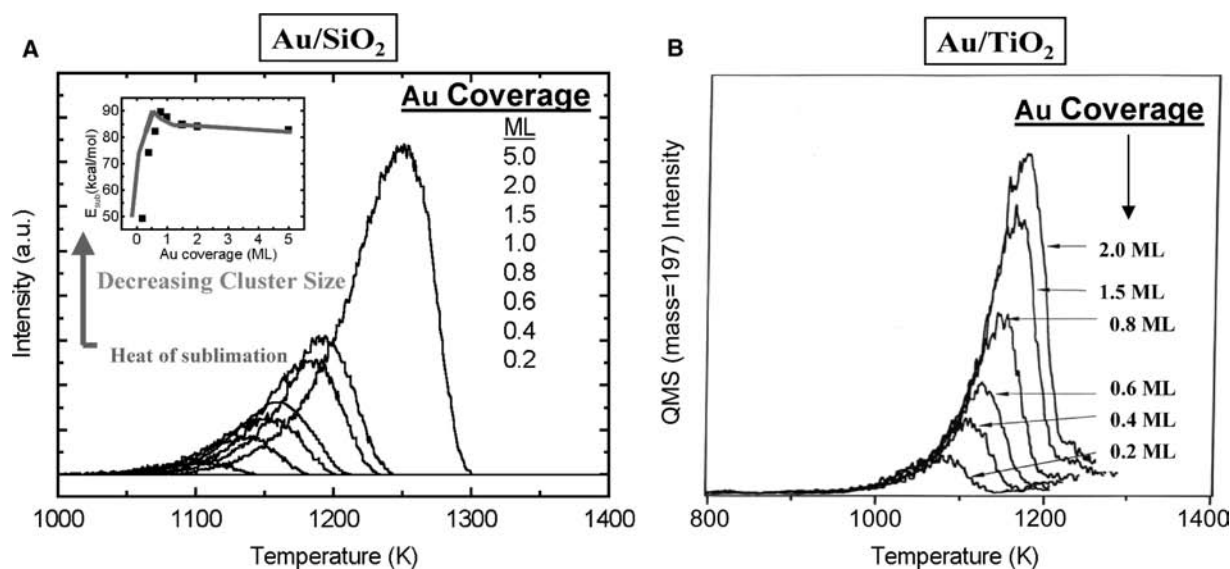 A
Au/SiO₂
Au Coverage
ML
5.0
2.0
1.5
1.0
0.8
0.6
0.4
0.2
90
80
70
60
50
E_sub(kcal/mol)
0 1 2 3 4 5
Au coverage (ML)
Decreasing Cluster Size
Heat of sublimation
Intensity (a.u.)
1000 1100 1200 1300 1400
Temperature (K)
B
Au/TiO₂
Au Coverage
2.0 ML
1.5 ML
0.8 ML
0.6 ML
0.4 ML
0.2 ML
QMS (mass=197) Intensity
800 1000 1200 1400
Temperature (K)